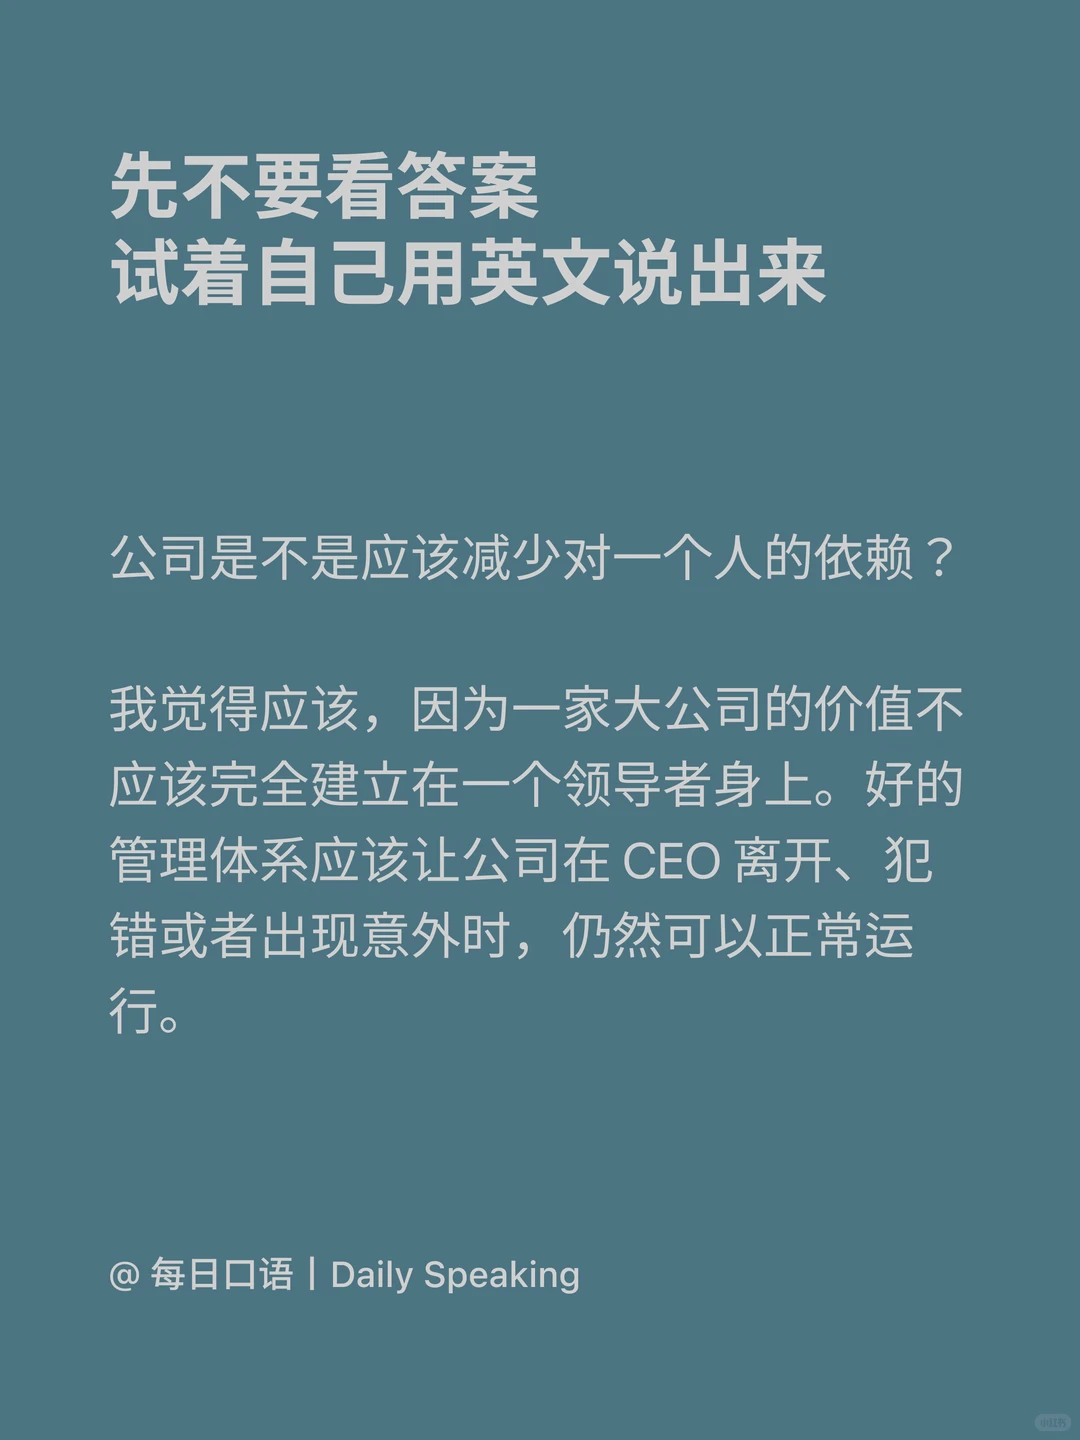 先不要看答案
试着自己用英文说出来
公司是不是应该减少对一个人的依赖？
我觉得应该，因为一家大公司的价值不
应该完全建立在一个领导者身上。好的
管理体系应该让公司在 CEO 离开、犯
错或者出现意外时，仍然可以正常运
行。
@ 每日口语丨Daily Speaking
小红书